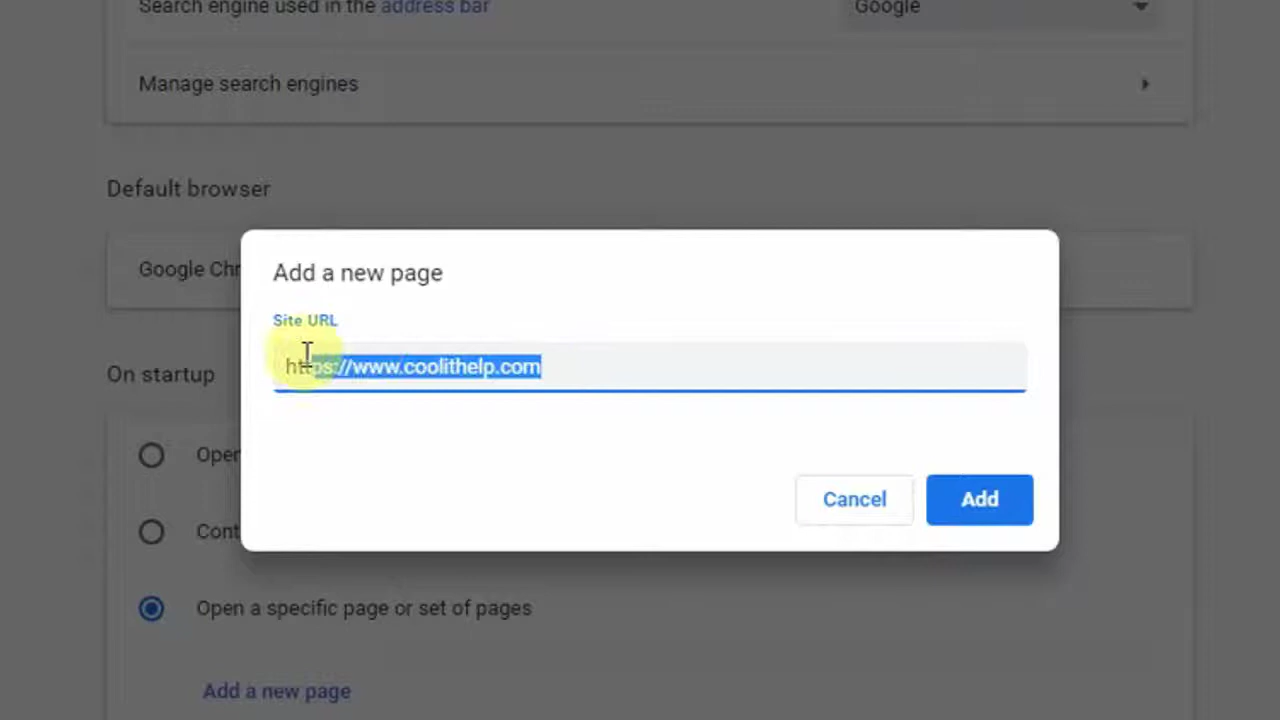 Search engine used in the address bar
Google
Manage search engines
Default browser
Google Chr
Add a new page
Site URL
https://www.coolithelp.com
On startup
Open
Cont
Cancel
Add
Open a specific page or set of pages
Add a new page